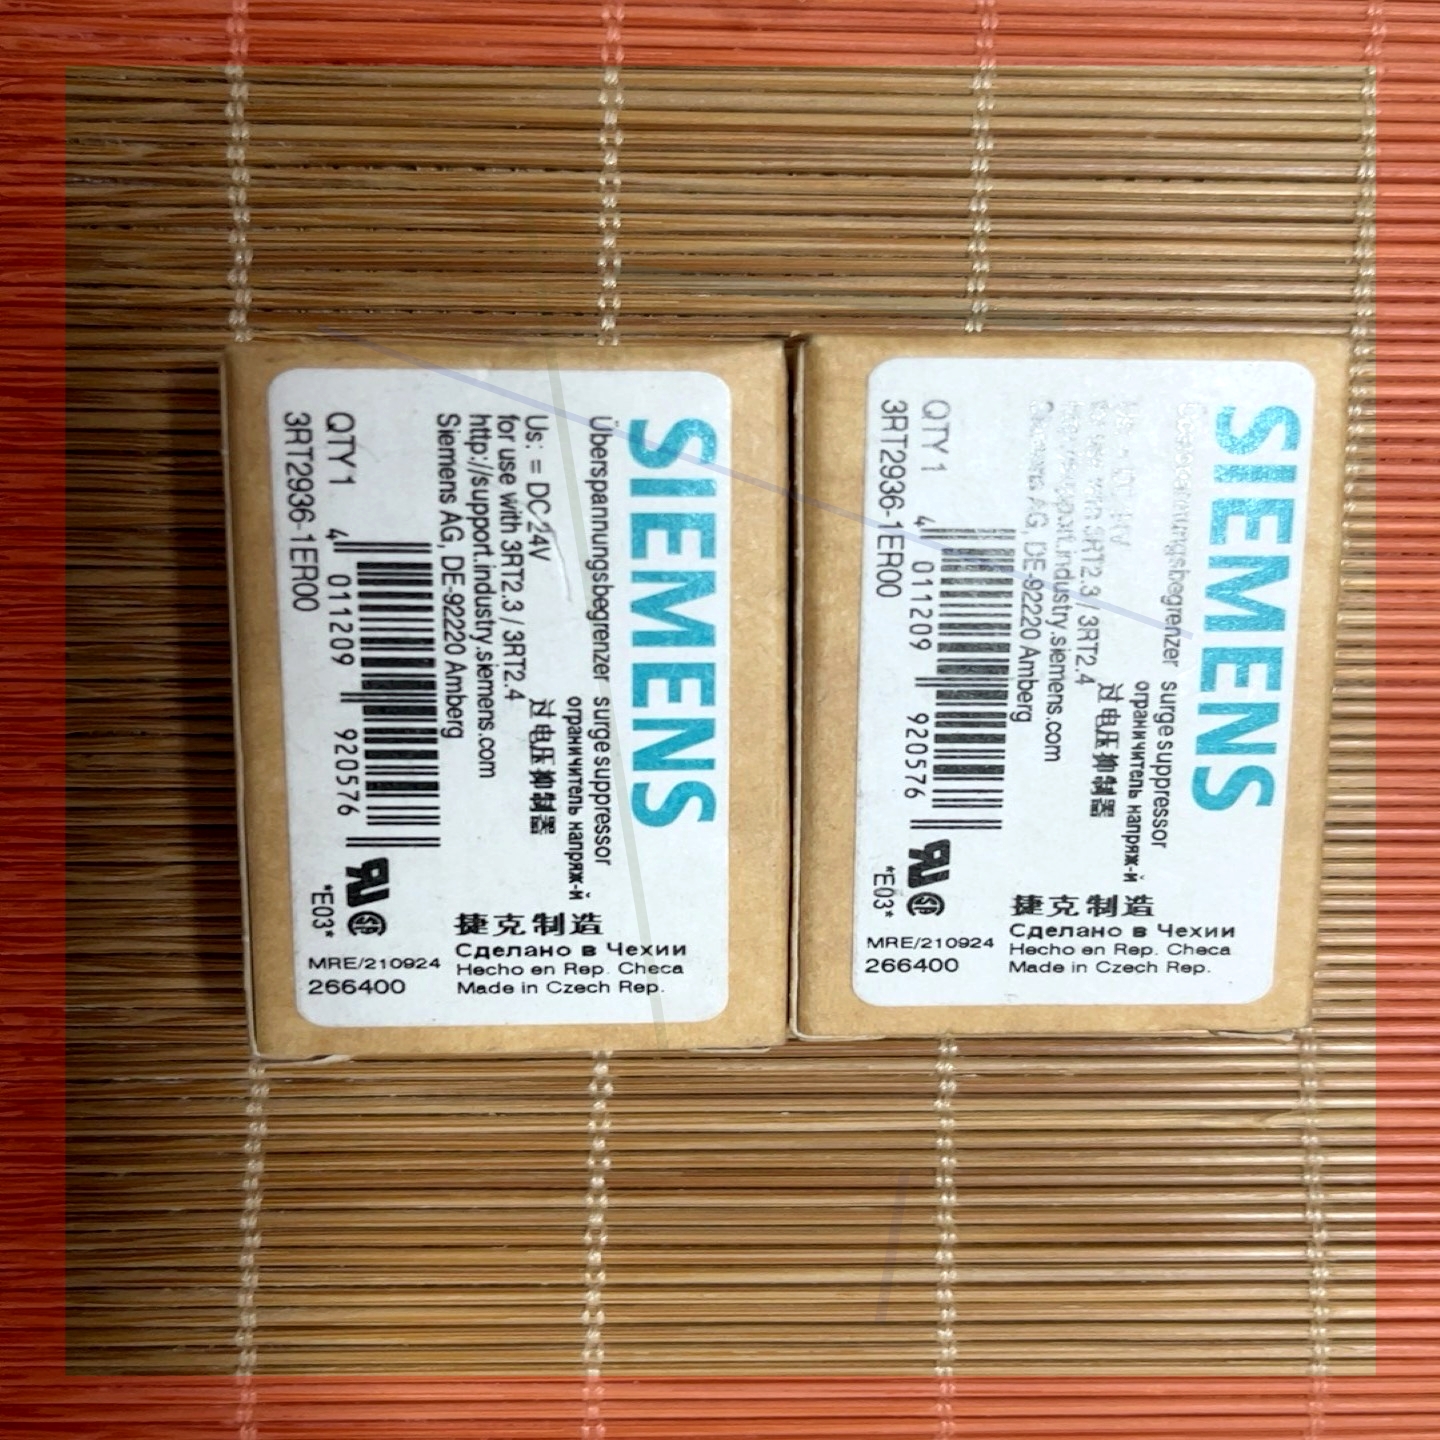 SIEMENS
Überspannungsbegrenzer surge suppressor
ограничитель напряж-й
Us: = DC 24V
过电压抑制器
for use with 3RT2.3 / 3RT2.4
http://support.industry.siemens.com
Siemens AG, DE-92220 Amberg
QTY 1
4 011209 920576
3RT2936-1ER00
*E03*
捷克制造
Сделано в Чехии
Hecho en Rep. Checa
Made in Czech Rep.
MRE/210924
266400
SIEMENS
surge suppressor
ограничитель напряж-й
过电压抑制器
3RT2.3 / 3RT2.4
.industry.siemens.com
AG, DE-92220 Amberg
QTY 1
4 011209 920576
3RT2936-1ER00
*E03*
捷克制造
Сделано в Чехии
Hecho en Rep. Checa
Made in Czech Rep.
MRE/210924
266400